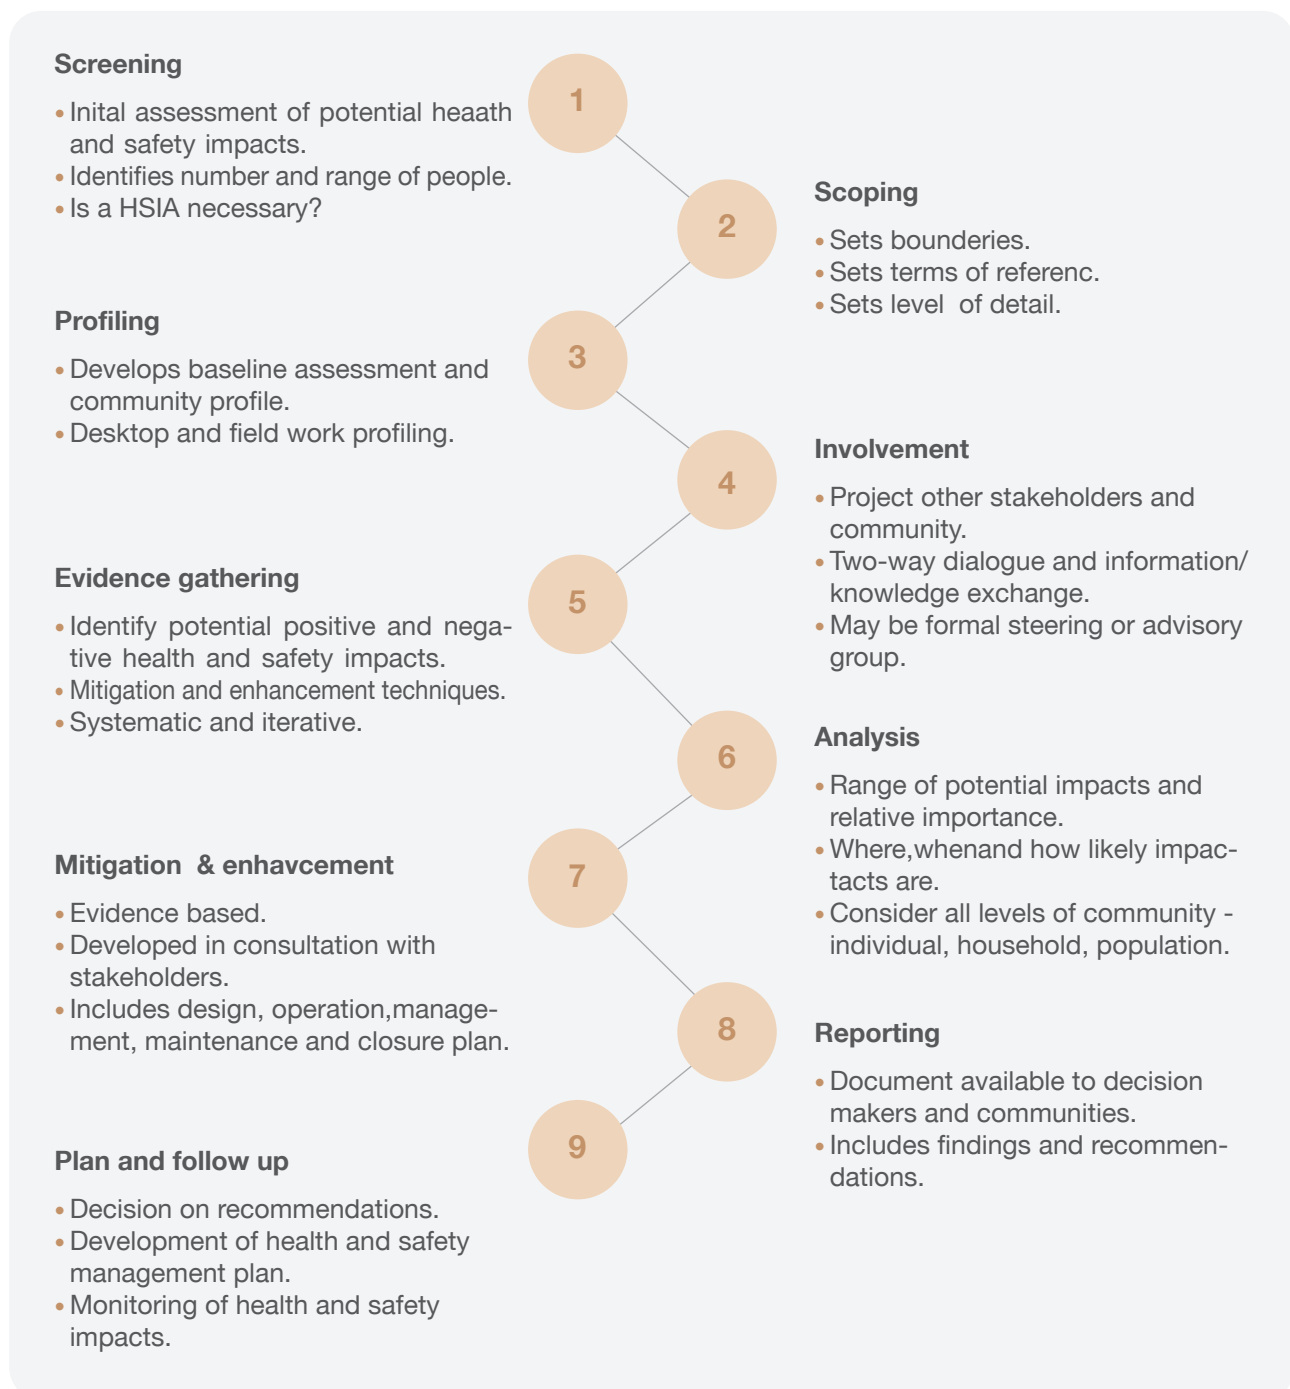 Screening
• Inital assessment of potential heaath
and safety impacts.
• Identifies number and range of people.
• Is a HSIA necessary?
1
2
Scoping
• Sets bounderies.
• Sets terms of referenc.
• Sets level  of detail.
Profiling
• Develops baseline assessment and
community profile.
• Desktop and field work profiling.
3
4
Involvement
• Project other stakeholders and
community.
• Two-way dialogue and information/
knowledge exchange.
• May be formal steering or advisory
group.
Evidence gathering
• Identify potential positive and nega-
tive health and safety impacts.
• Mitigation and enhancement techniques.
• Systematic and iterative.
5
6
Analysis
• Range of potential impacts and
relative importance.
• Where,whenand how likely impac-
tacts are.
• Consider all levels of community -
individual, household, population.
Mitigation  & enhavcement
• Evidence based.
• Developed in consultation with
stakeholders.
• Includes design, operation,manage-
ment, maintenance and closure plan.
7
8
Reporting
• Document available to decision
makers and communities.
• Includes findings and recommen-
dations.
Plan and follow up
• Decision on recommendations.
• Development of health and safety
management plan.
• Monitoring of health and safety
impacts.
9